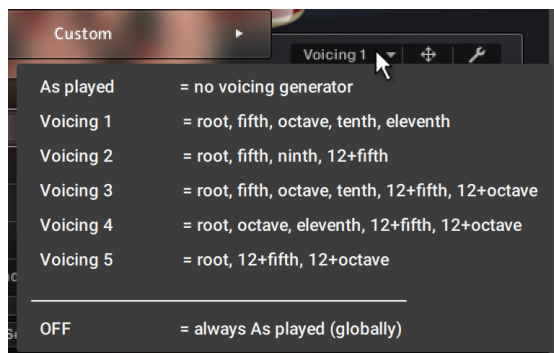 Custom
Voicing 1
As played = no voicing generator
Voicing 1 = root, fifth, octave, tenth, eleventh
Voicing 2 = root, fifth, ninth, 12+fifth
Voicing 3 = root, fifth, octave, tenth, 12+fifth, 12+octave
Voicing 4 = root, octave, eleventh, 12+fifth, 12+octave
Voicing 5 = root, 12+fifth, 12+octave
OFF = always As played (globally)